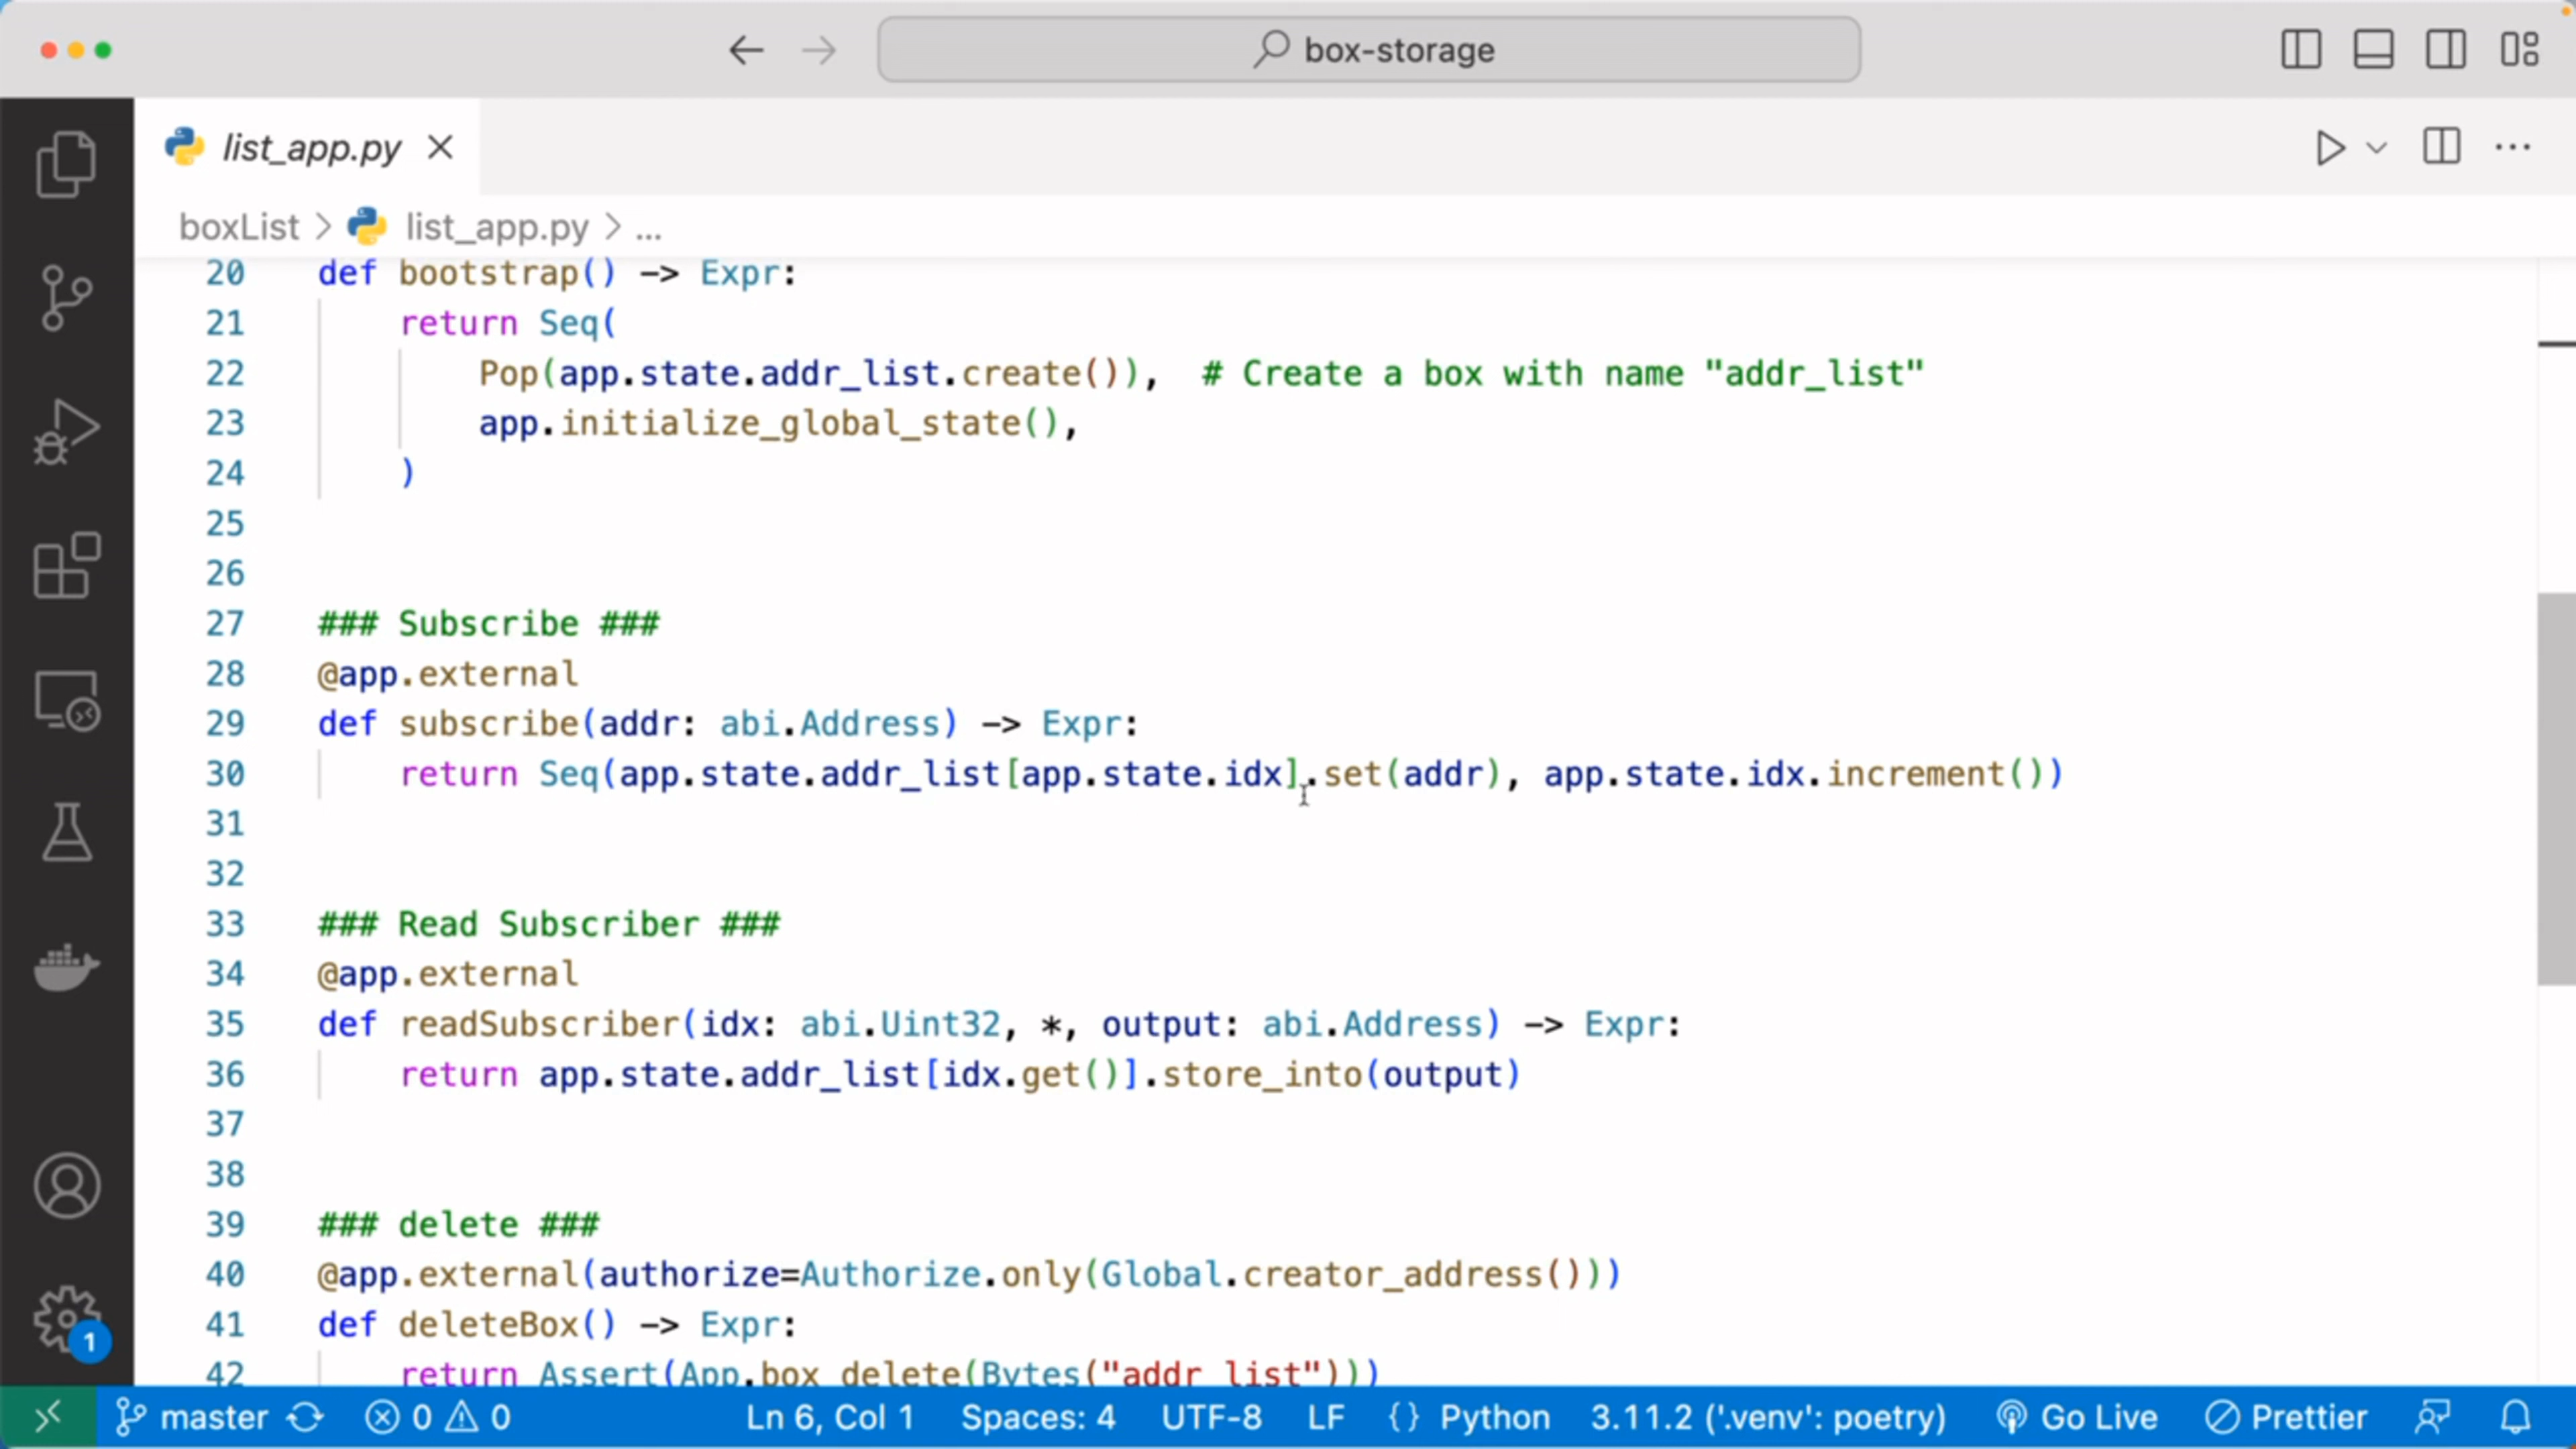 box-storage
list_app.py
boxList > list_app.py > ...
20 def bootstrap() -> Expr:
21     return Seq(
22         Pop(app.state.addr_list.create()),  # Create a box with name "addr_list"
23         app.initialize_global_state(),
24     )
25
26
27 ### Subscribe ###
28 @app.external
29 def subscribe(addr: abi.Address) -> Expr:
30     return Seq(app.state.addr_list[app.state.idx].set(addr), app.state.idx.increment())
31
32
33 ### Read Subscriber ###
34 @app.external
35 def readSubscriber(idx: abi.Uint32, *, output: abi.Address) -> Expr:
36     return app.state.addr_list[idx.get()].store_into(output)
37
38
39 ### delete ###
40 @app.external(authorize=Authorize.only(Global.creator_address()))
41 def deleteBox() -> Expr:
42     return Assert(App.box_delete(Bytes("addr_list")))
1
master 0 0 Ln 6, Col 1 Spaces: 4 UTF-8 LF {} Python 3.11.2 ('.venv': poetry) Go Live Prettier